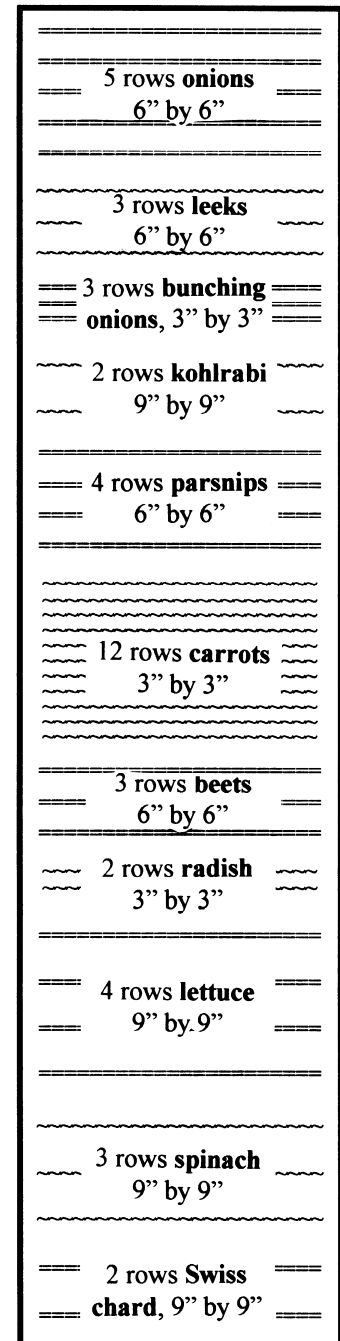 5 rows onions
6” by 6”
3 rows leeks
6” by 6”
3 rows bunching
onions, 3” by 3”
2 rows kohlrabi
9” by 9”
4 rows parsnips
6” by 6”
12 rows carrots
3” by 3”
3 rows beets
6” by 6”
2 rows radish
3” by 3”
4 rows lettuce
9” by 9”
3 rows spinach
9” by 9”
2 rows Swiss
chard, 9” by 9”